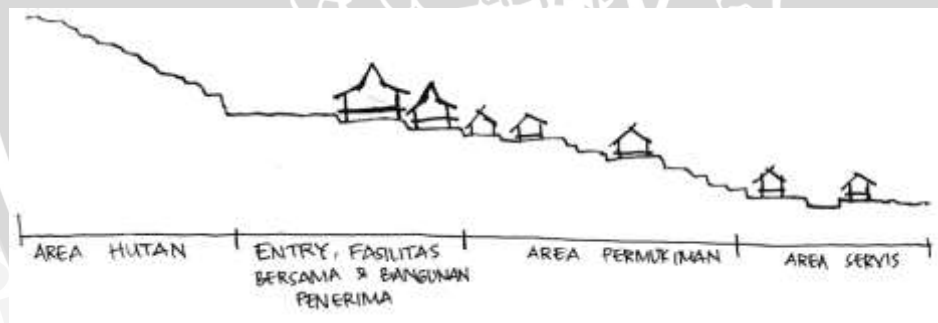 AREA HUTAN
ENTRY, FASILITAS
BERSAMA & BANGUNAN
PENERIMA
AREA PERMUKIMAN
AREA SERVIS